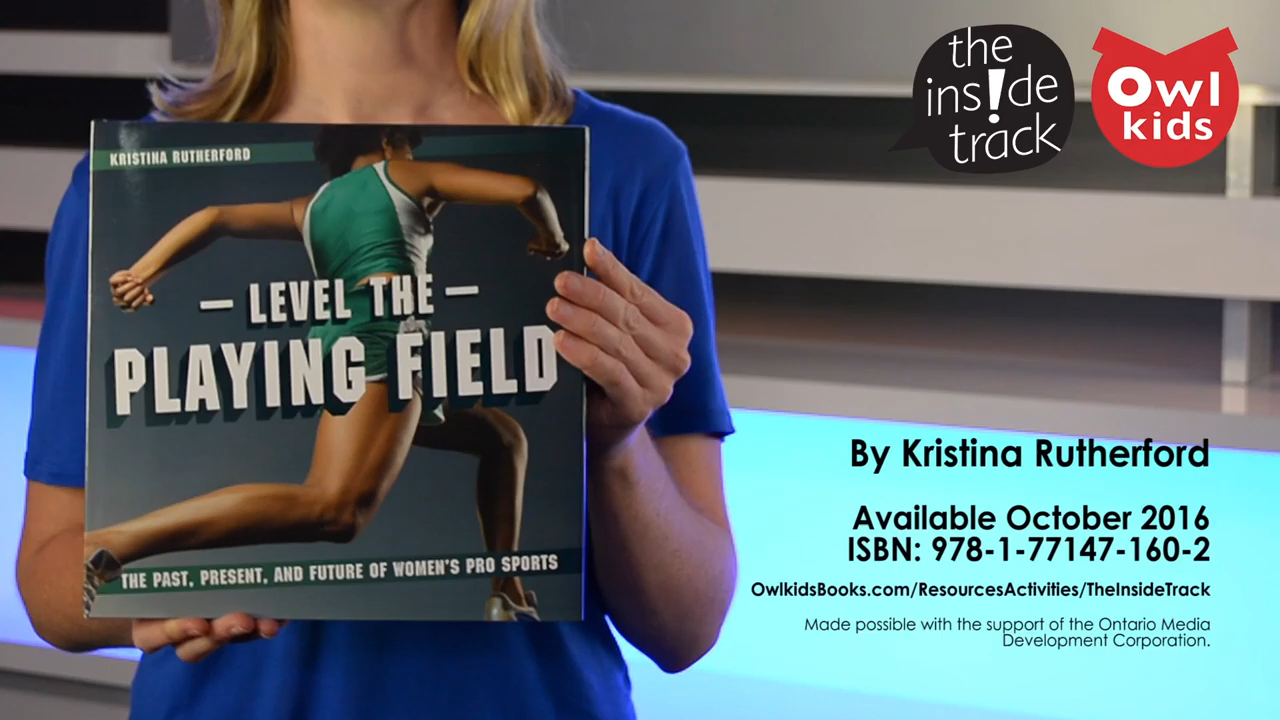 the
ins!de
track
Owl
kids
KRISTINA RUTHERFORD
— LEVEL THE —
PLAYING FIELD
THE PAST, PRESENT, AND FUTURE OF WOMEN'S PRO SPORTS
By Kristina Rutherford
Available October 2016
ISBN: 978-1-77147-160-2
OwlkidsBooks.com/ResourcesActivities/TheInsideTrack
Made possible with the support of the Ontario Media
Development Corporation.